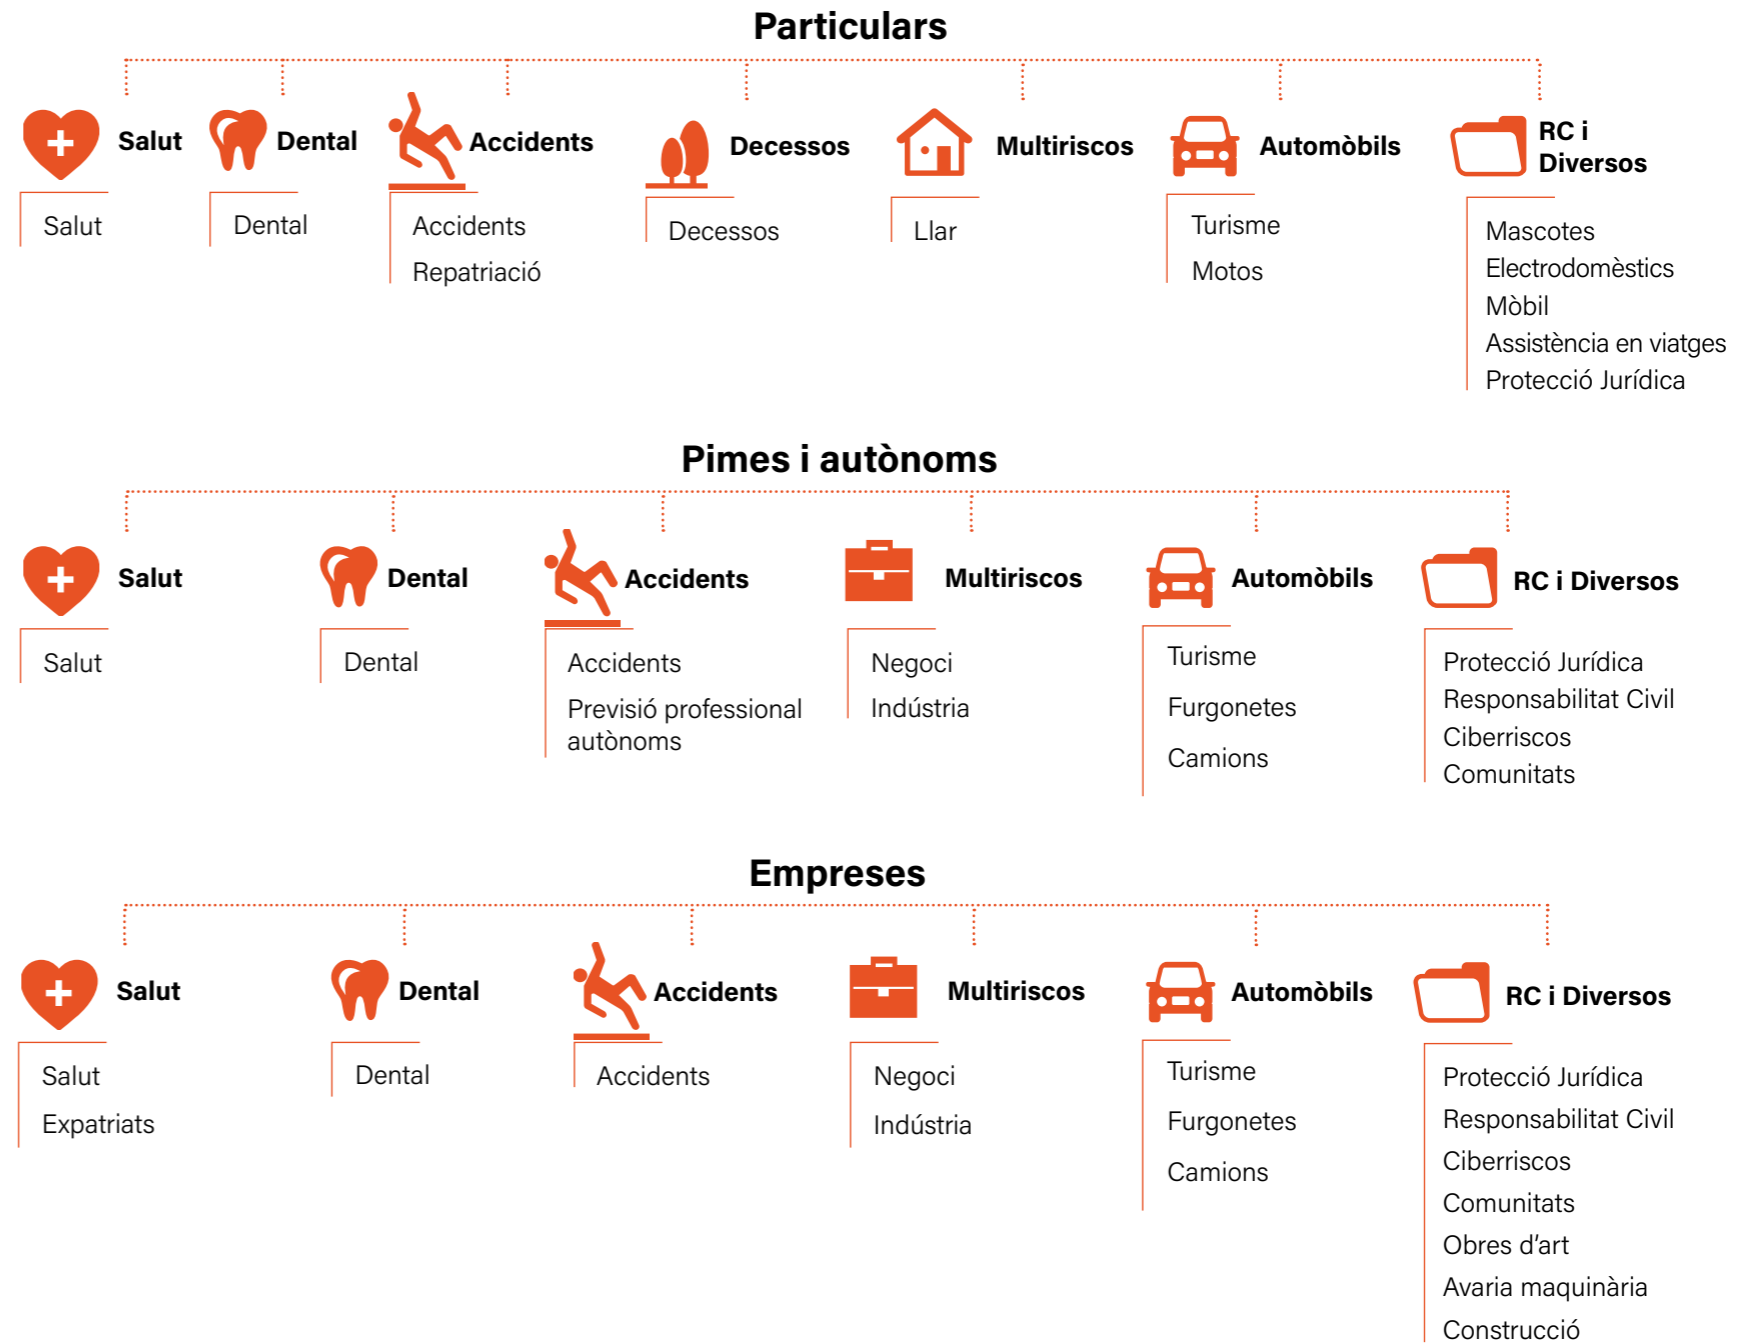 Particulars
Salut
Dental
Accidents
Decessos
Multiriscos
Automòbils
RC i
Diversos
Salut
Dental
Accidents
Repatriació
Decessos
Llar
Turisme
Motos
Mascotes
Electrodomèstics
Mòbil
Assistència en viatges
Protecció Jurídica
Pimes i autònoms
Salut
Dental
Accidents
Multiriscos
Automòbils
RC i Diversos
Salut
Dental
Accidents
Previsió professional
autònoms
Negoci
Indústria
Turisme
Furgonetes
Camions
Protecció Jurídica
Responsabilitat Civil
Ciberriscos
Comunitats
Empreses
Salut
Dental
Accidents
Multiriscos
Automòbils
RC i Diversos
Salut
Expatriats
Dental
Accidents
Negoci
Indústria
Turisme
Furgonetes
Camions
Protecció Jurídica
Responsabilitat Civil
Ciberriscos
Comunitats
Obres d’art
Avaria maquinària
Construcció